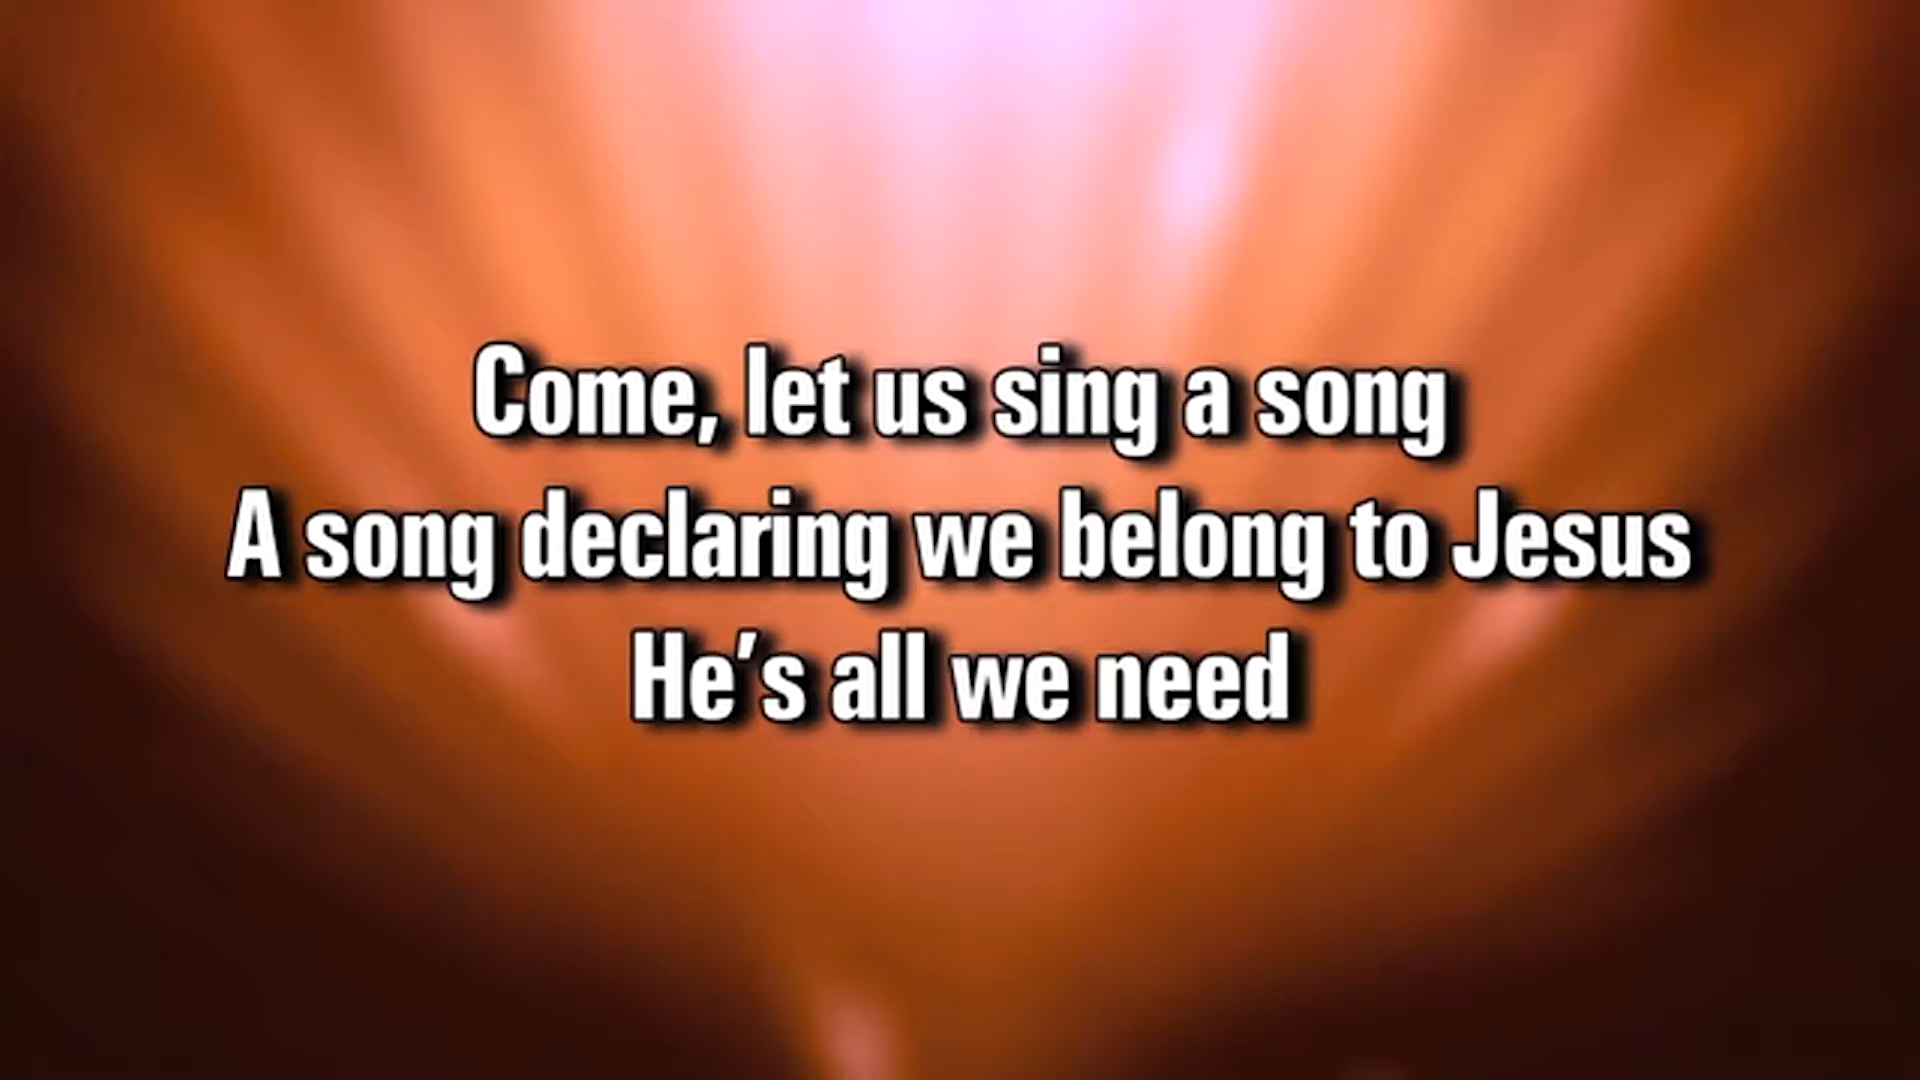 Come, let us sing a song
A song declaring we belong to Jesus
He’s all we need